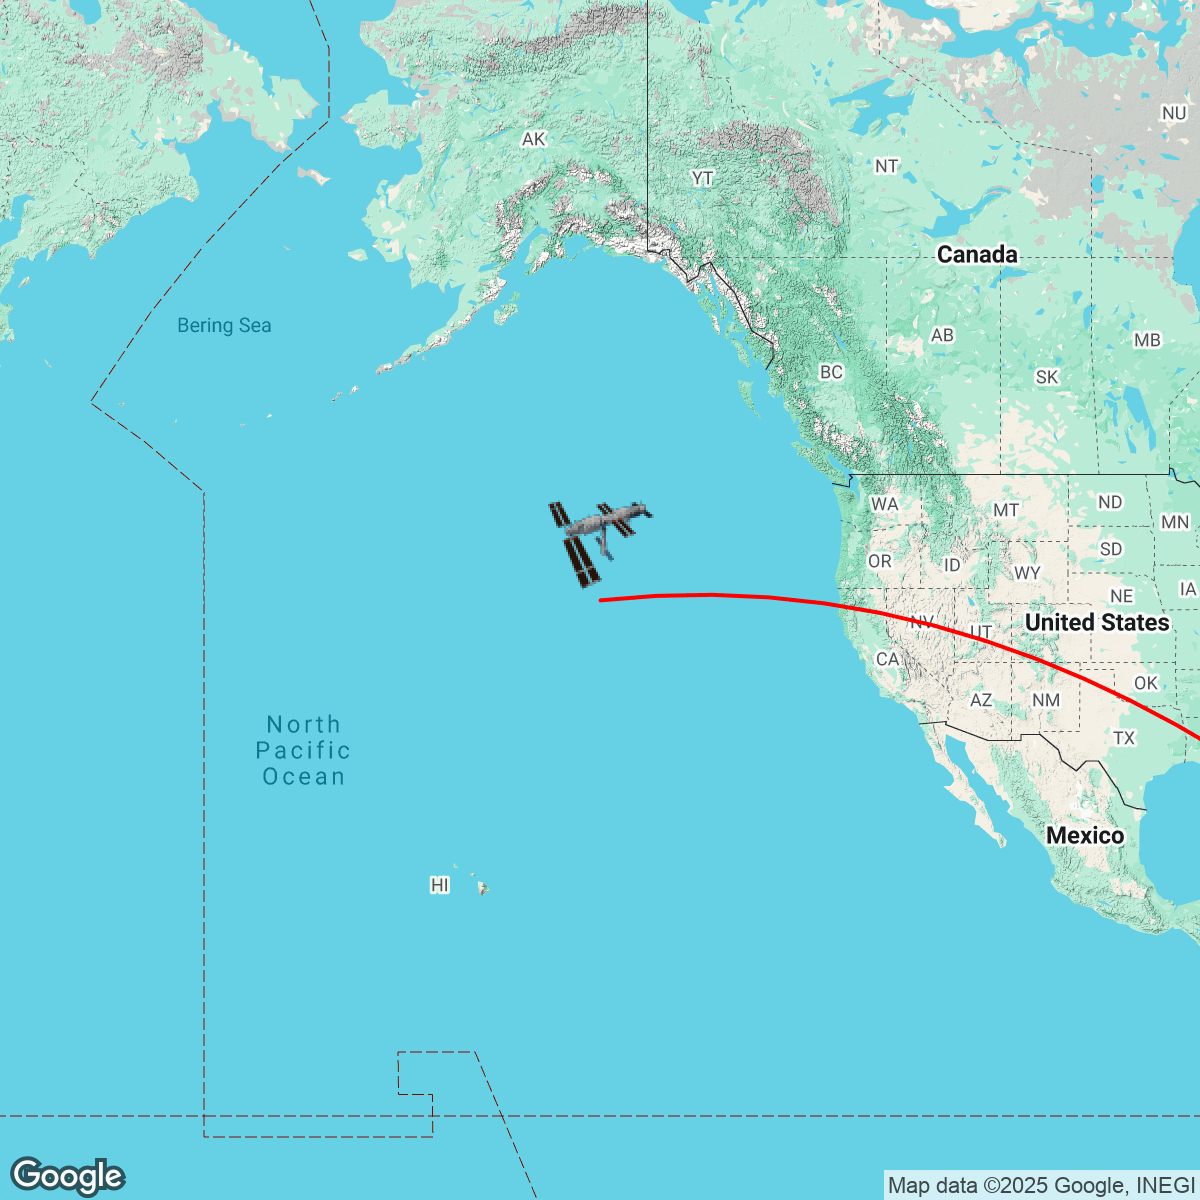 NU
AK
NT
YT
Canada
Bering Sea
AB
MB
BC
SK
WA
MT
ND
MN
OR
ID
WY
SD
NE
IA
NV
UT
United States
CA
OK
AZ
NM
TX
North
Pacific
Ocean
Mexico
HI
Google
Map data ©2025 Google, INEGI